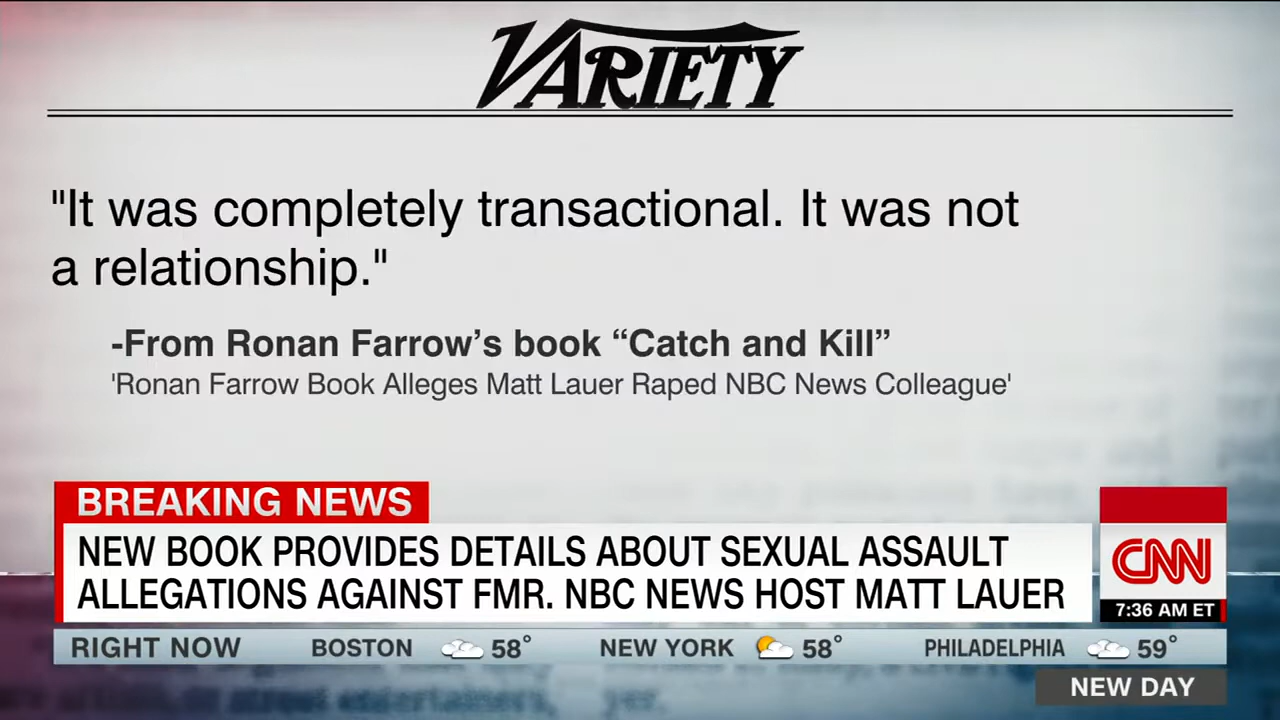 VARIETY
"It was completely transactional. It was not
a relationship."
-From Ronan Farrow’s book “Catch and Kill”
'Ronan Farrow Book Alleges Matt Lauer Raped NBC News Colleague'
BREAKING NEWS
NEW BOOK PROVIDES DETAILS ABOUT SEXUAL ASSAULT
ALLEGATIONS AGAINST FMR. NBC NEWS HOST MATT LAUER
CNN
7:36 AM ET
RIGHT NOW BOSTON 58° NEW YORK 58° PHILADELPHIA 59°
NEW DAY